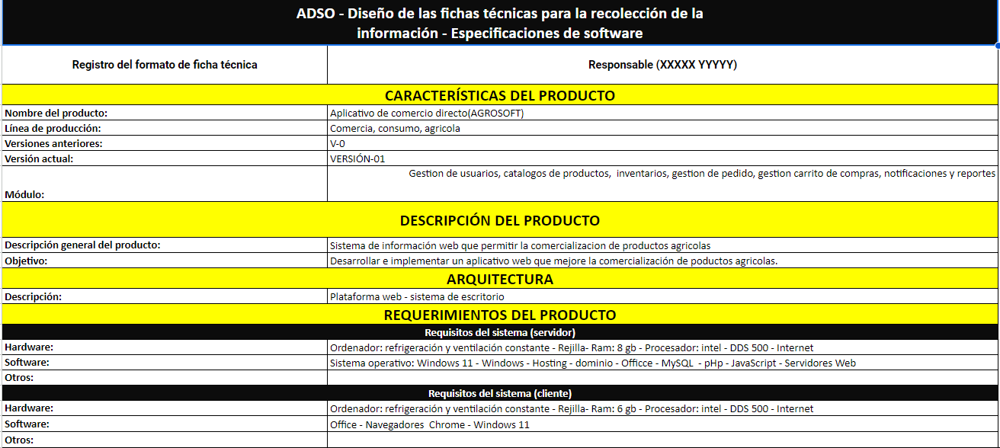 ADSO - Diseño de las fichas técnicas para la recolección de la
información - Especificaciones de software
Registro del formato de ficha técnica
Responsable (XXXXX YYYYY)
CARACTERÍSTICAS DEL PRODUCTO
Nombre del producto: Aplicativo de comercio directo(AGROSOFT)
Línea de producción: Comercia, consumo, agricola
Versiones anteriores: V-0
Versión actual: VERSIÓN-01
Gestion de usuarios, catalogos de productos,  inventarios, gestion de pedido, gestion carrito de compras, notificaciones y reportes
Módulo:
DESCRIPCIÓN DEL PRODUCTO
Descripción general del producto: Sistema de información web que permitir la comercializacion de productos agricolas
Objetivo: Desarrollar e implementar un aplicativo web que mejore la comercialización de poductos agricolas.
ARQUITECTURA
Descripción: Plataforma web - sistema de escritorio
REQUERIMIENTOS DEL PRODUCTO
Requisitos del sistema (servidor)
Hardware: Ordenador: refrigeración y ventilación constante - Rejilla- Ram: 8 gb - Procesador: intel - DDS 500 - Internet
Software: Sistema operativo: Windows 11 - Windows - Hosting - dominio - Officce - MySQL  - pHp - JavaScript - Servidores Web
Otros:
Requisitos del sistema (cliente)
Hardware: Ordenador: refrigeración y ventilación constante - Rejilla- Ram: 6 gb - Procesador: intel - DDS 500 - Internet
Software: Office - Navegadores  Chrome - Windows 11
Otros: